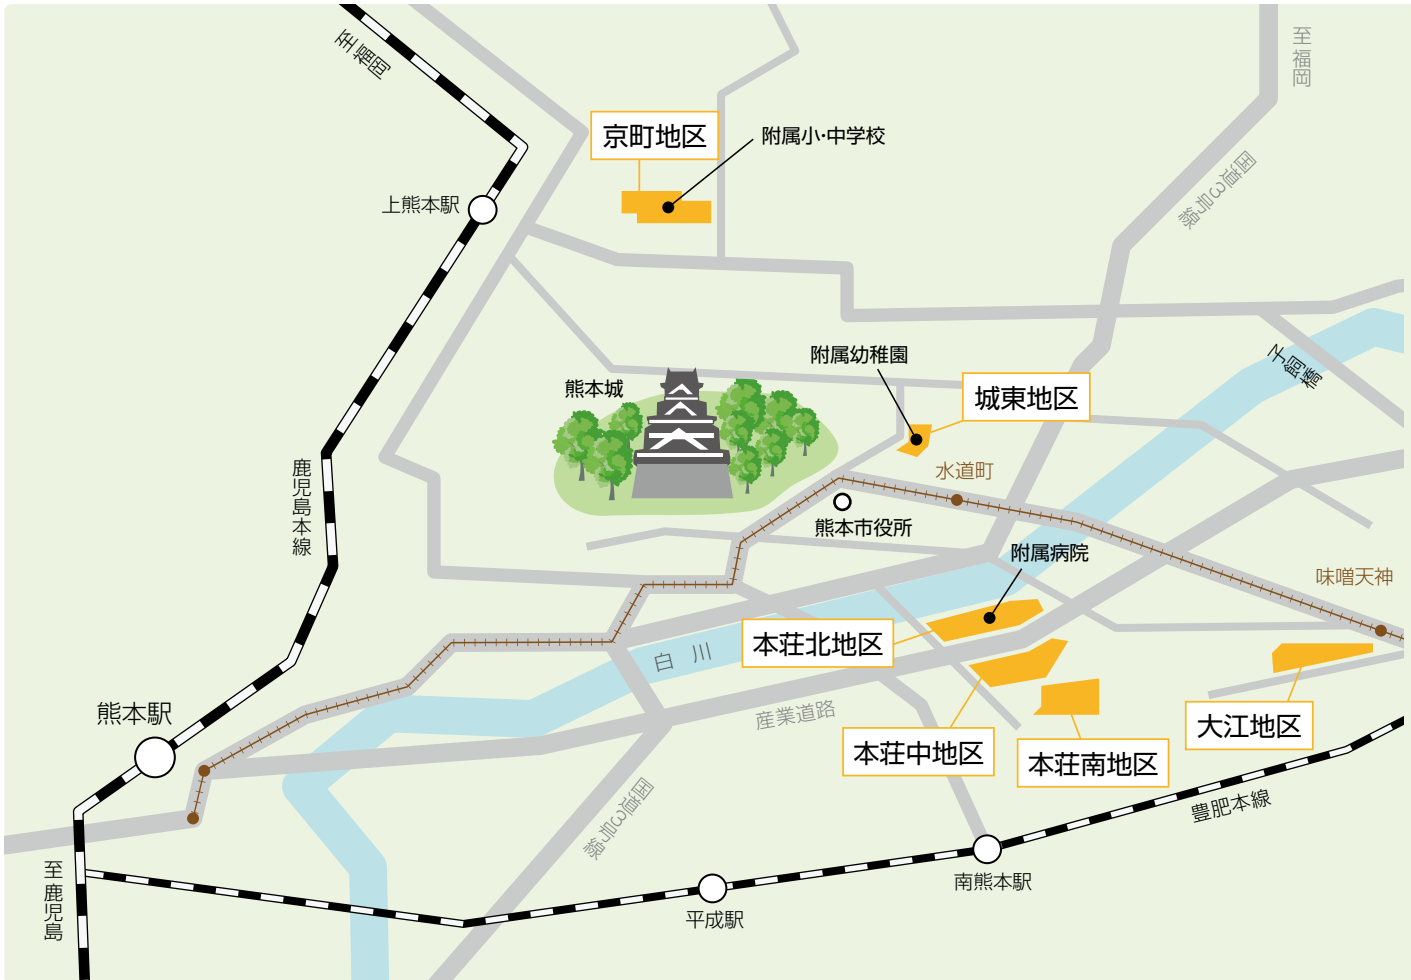 至福岡
至福岡
京町地区
附属小・中学校
国道3号線
上熊本駅
附属幼稚園
子飼橋
熊本城
城東地区
水道町
鹿児島本線
熊本市役所
附属病院
味噌天神
本荘北地区
白川
熊本駅
産業道路
大江地区
本荘中地区
本荘南地区
国道3号線
豊肥本線
至鹿児島
南熊本駅
平成駅